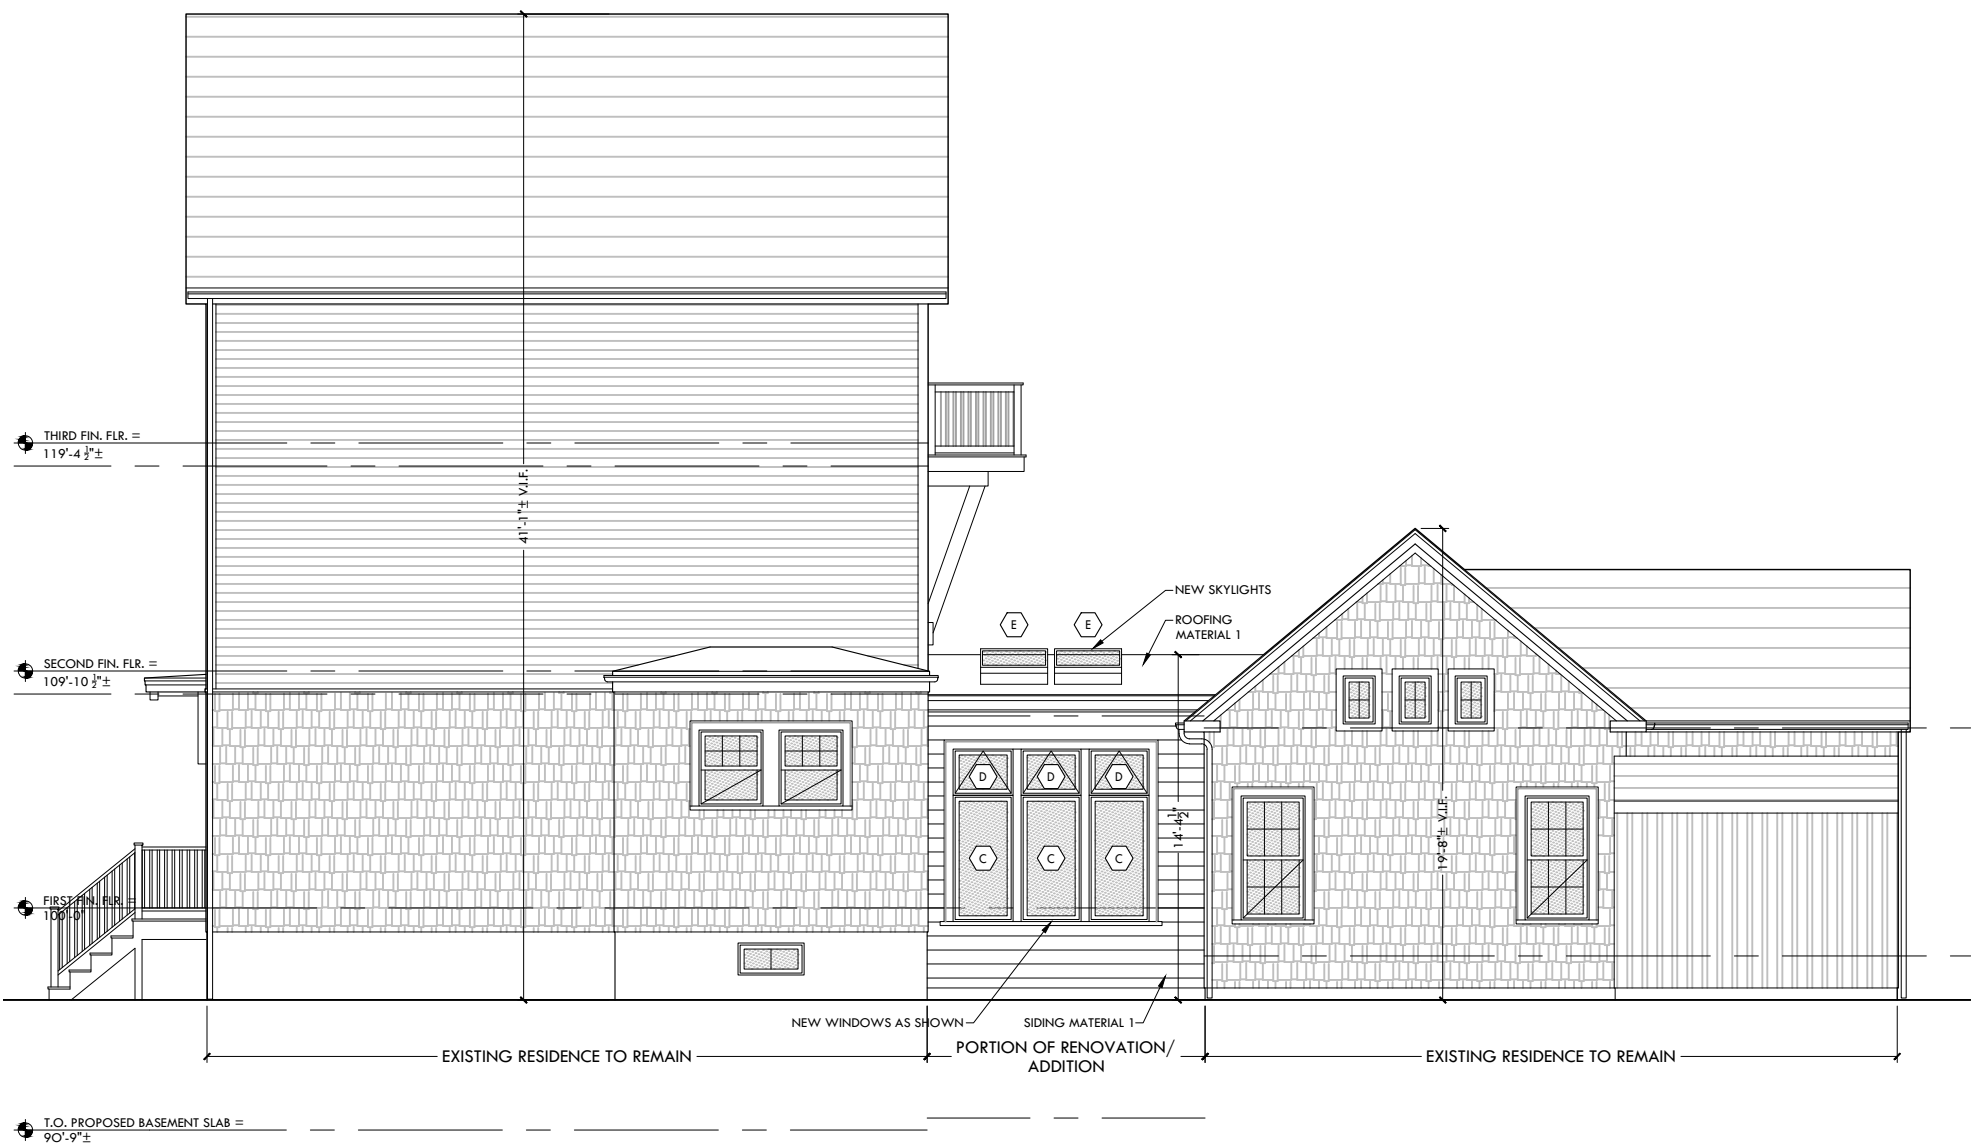 THIRD FIN. FLR. =
119'-4 1/2"±
41'-1"± V.I.F.
NEW SKYLIGHTS
E
E
ROOFING
MATERIAL 1
SECOND FIN. FLR. =
109'-10 1/2"±
D
D
D
14'-4 1/2"
19'-8"± V.I.F.
C
C
C
FIRST FIN. FLR. =
100'-0"
NEW WINDOWS AS SHOWN
SIDING MATERIAL 1
EXISTING RESIDENCE TO REMAIN
PORTION OF RENOVATION/
ADDITION
EXISTING RESIDENCE TO REMAIN
T.O. PROPOSED BASEMENT SLAB =
90'-9"±